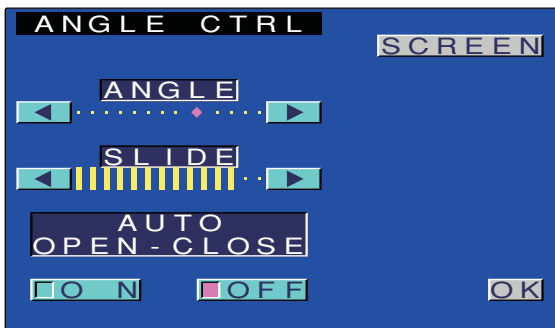 ANGLE CTRL
SCREEN
ANGLE
SLIDE
AUTO
OPEN-CLOSE
ON
OFF
OK